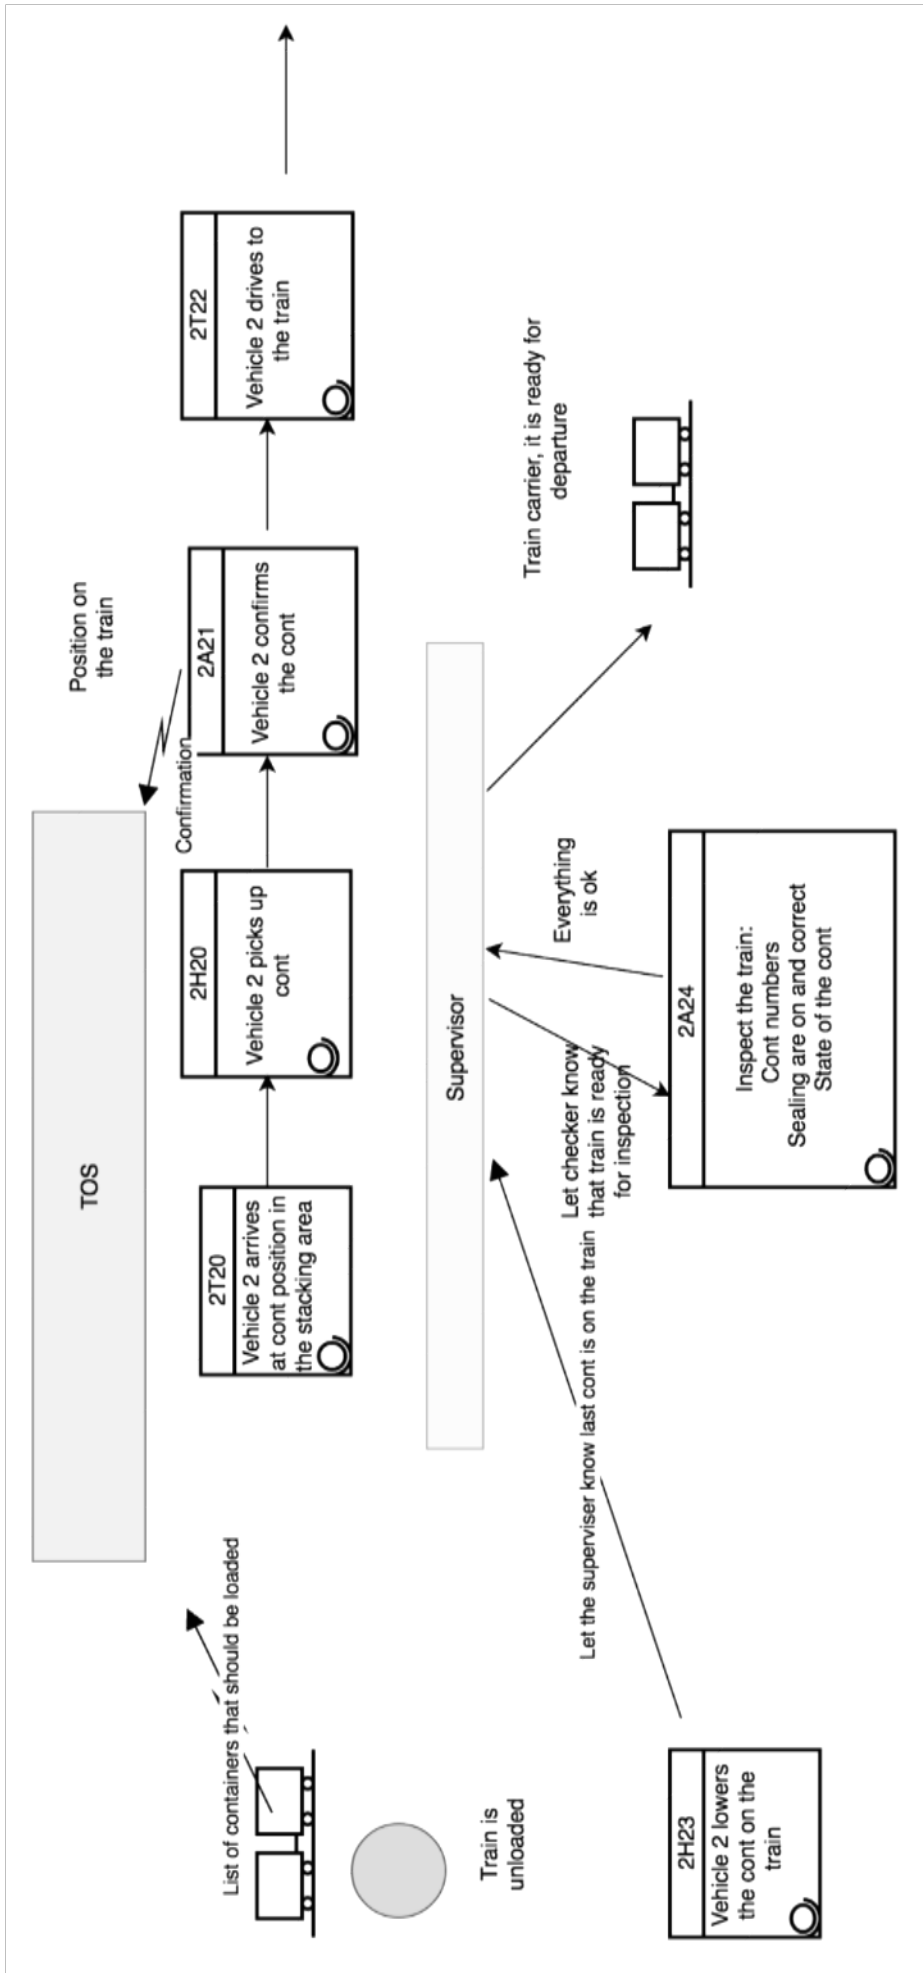 TOS
List of containers that should be loaded
Train is
unloaded
2T20
Vehicle 2 arrives
at cont position in
the stacking area
2H20
Vehicle 2 picks up
cont
Confirmation
Position on
the train
2A21
Vehicle 2 confirms
the cont
2T22
Vehicle 2 drives to
the train
Supervisor
2H23
Vehicle 2 lowers
the cont on the
train
Let the superviser know last cont is on the train
Let checker know
that train is ready
for inspection
2A24
Inspect the train:
Cont numbers
Sealing are on and correct
State of the cont
Everything
is ok
Train carrier, it is ready for
departure